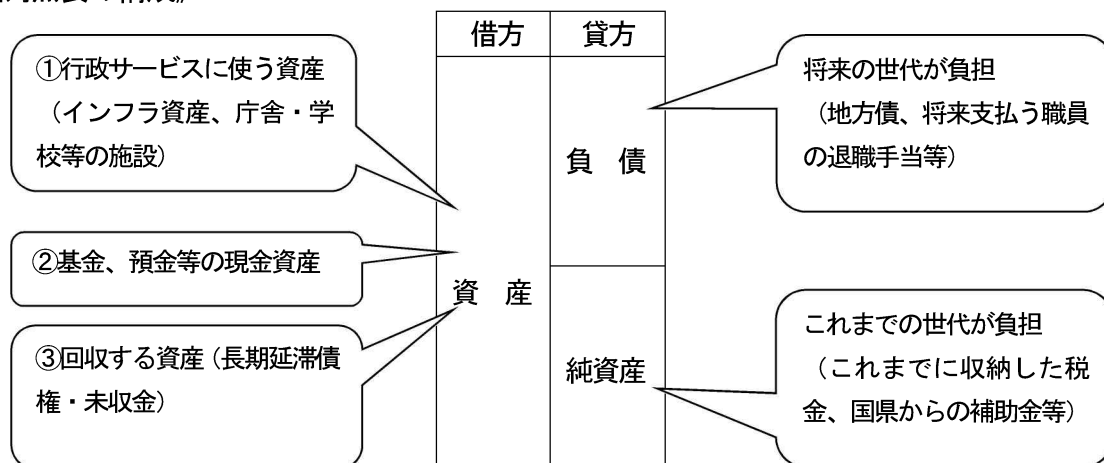 借方 貸方
①行政サービスに使う資産
（インフラ資産、庁舎・学
校等の施設）
②基金、預金等の現金資産
③回収する資産（長期延滞債
権・未収金）
資　産
負　債
純資産
将来の世代が負担
（地方債、将来支払う職員
の退職手当等）
これまでの世代が負担
（これまでに収納した税
金、国県からの補助金等）